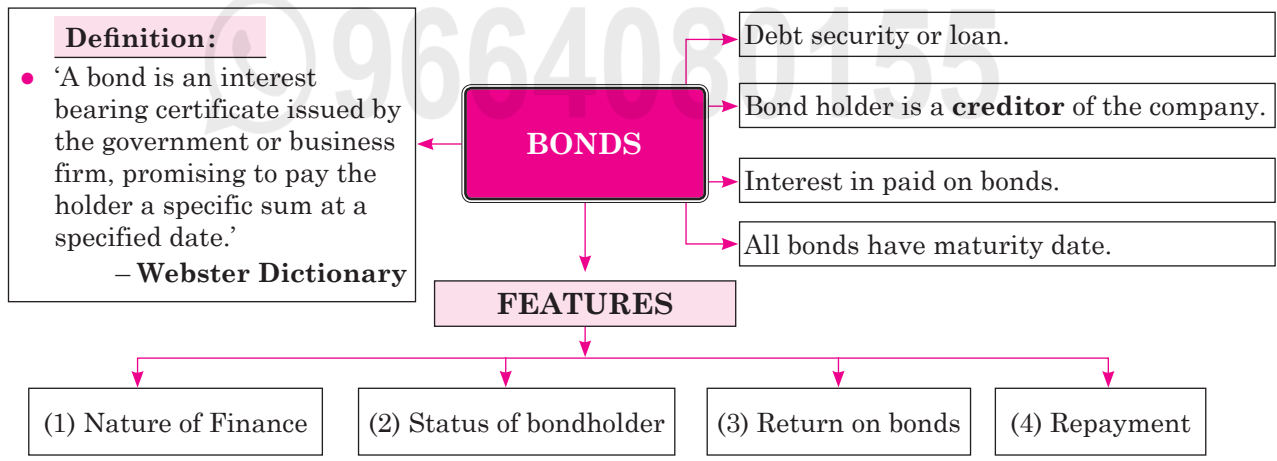 9664080155
Definition:
• ‘A bond is an interest
bearing certificate issued by
the government or business
firm, promising to pay the
holder a specific sum at a
specified date.’
– Webster Dictionary
BONDS
Debt security or loan.
Bond holder is a creditor of the company.
Interest in paid on bonds.
All bonds have maturity date.
FEATURES
(1) Nature of Finance
(2) Status of bondholder
(3) Return on bonds
(4) Repayment